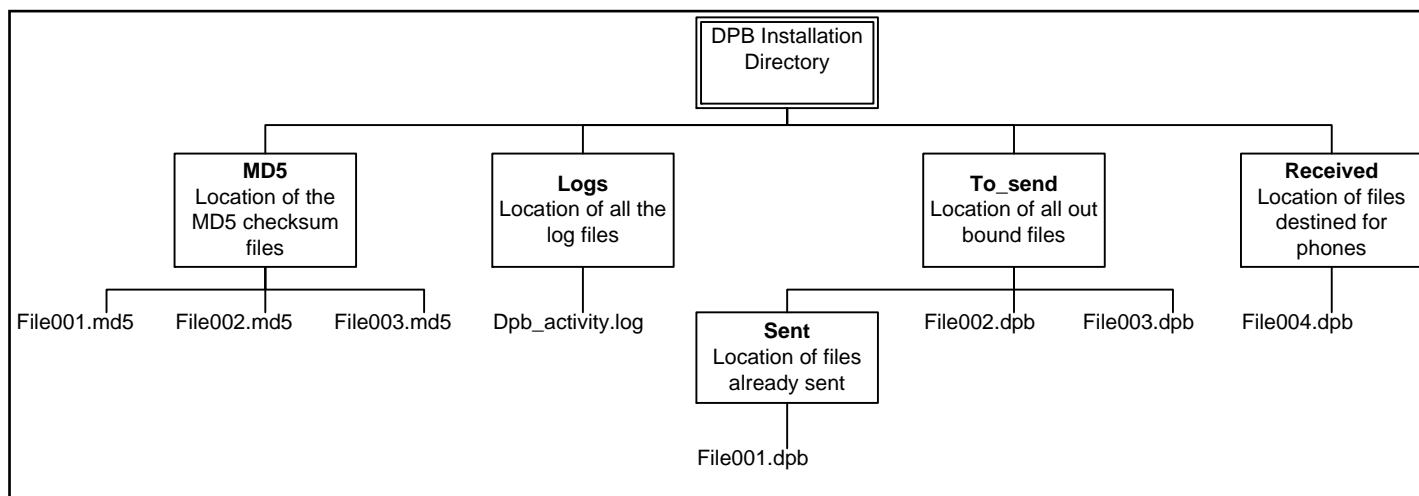 DPB Installation
Directory
MD5
Location of the
MD5 checksum
files
Logs
Location of all the
log files
To_send
Location of all out
bound files
Received
Location of files
destined for
phones
File001.md5
File002.md5
File003.md5
Dpb_activity.log
Sent
Location of files
already sent
File002.dpb
File003.dpb
File004.dpb
File001.dpb